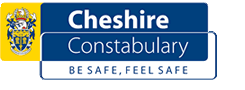 Cheshire
Constabulary
BE SAFE, FEEL SAFE